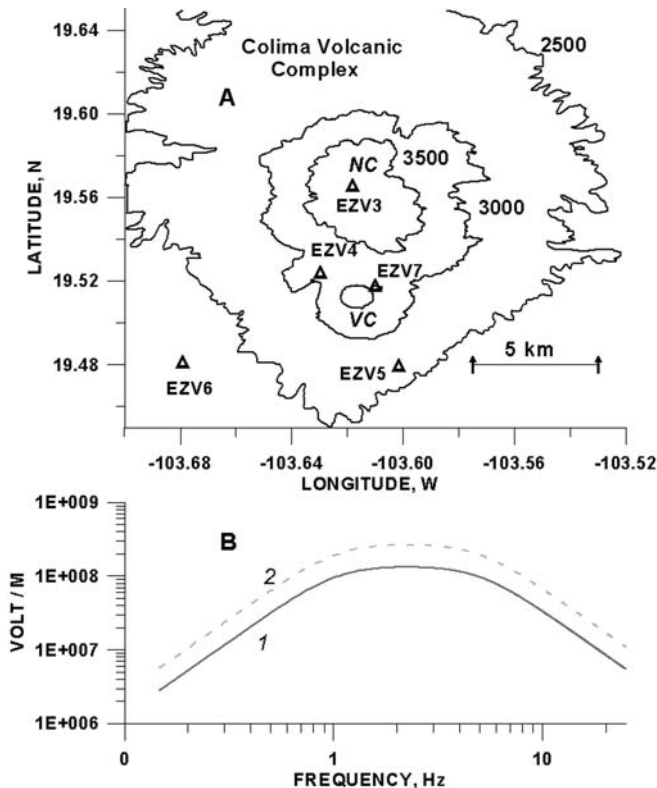 19.64
Colima Volcanic
Complex
2500
A
19.60
NC
3500
19.56
EZV3
3000
EZV4
EZV7
19.52
VC
19.48
5 km
EZV6
EZV5
LATITUDE, N
-103.68
-103.64
-103.60
-103.56
-103.52
LONGITUDE, W
1E+009
B
1E+008
2
1
1E+007
1E+006
VOLT / M
0
1
10
FREQUENCY, Hz